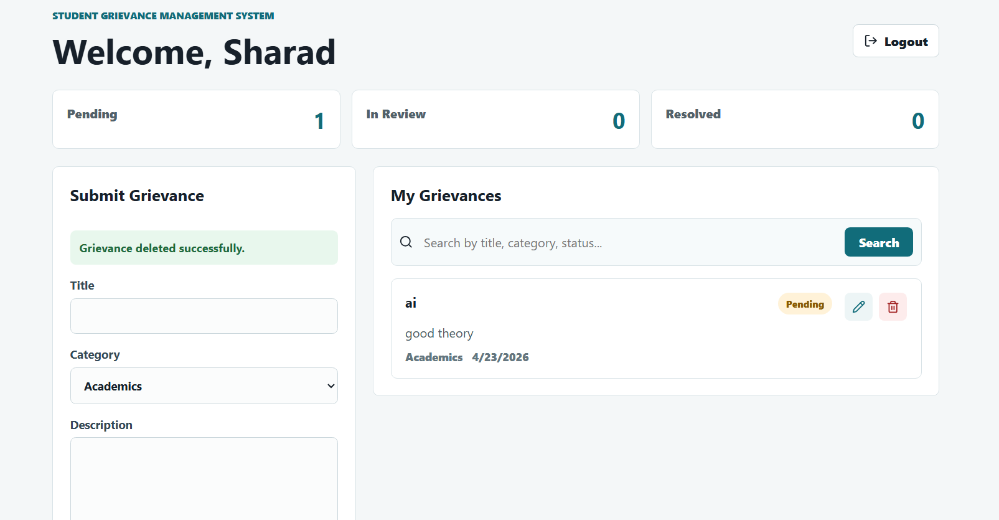 STUDENT GRIEVANCE MANAGEMENT SYSTEM
Welcome, Sharad
Logout
Pending
1
In Review
0
Resolved
0
Submit Grievance
Grievance deleted successfully.
Title
Category
Academics
Description
My Grievances
Search by title, category, status...
Search
ai
Pending
good theory
Academics 4/23/2026